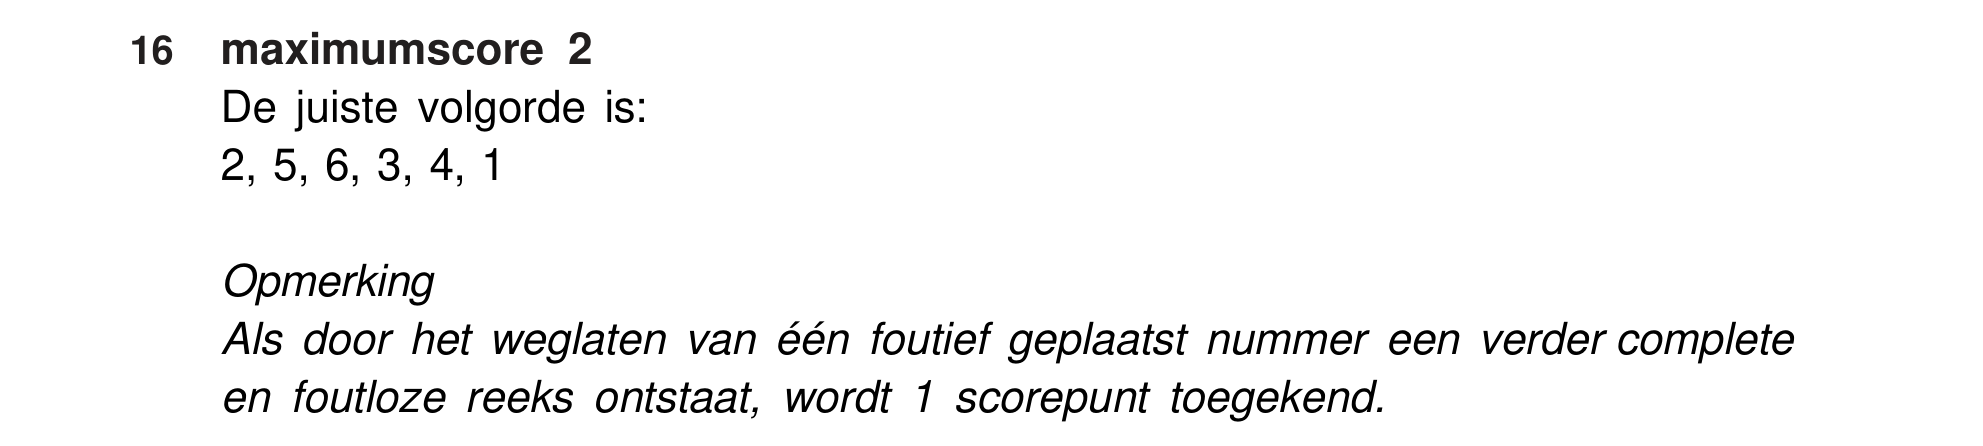 16 maximumscore 2
De juiste volgorde is:
2, 5, 6, 3, 4, 1
Opmerking
Als door het weglaten van één foutief geplaatst nummer een verder complete
en foutloze reeks ontstaat, wordt 1 scorepunt toegekend.